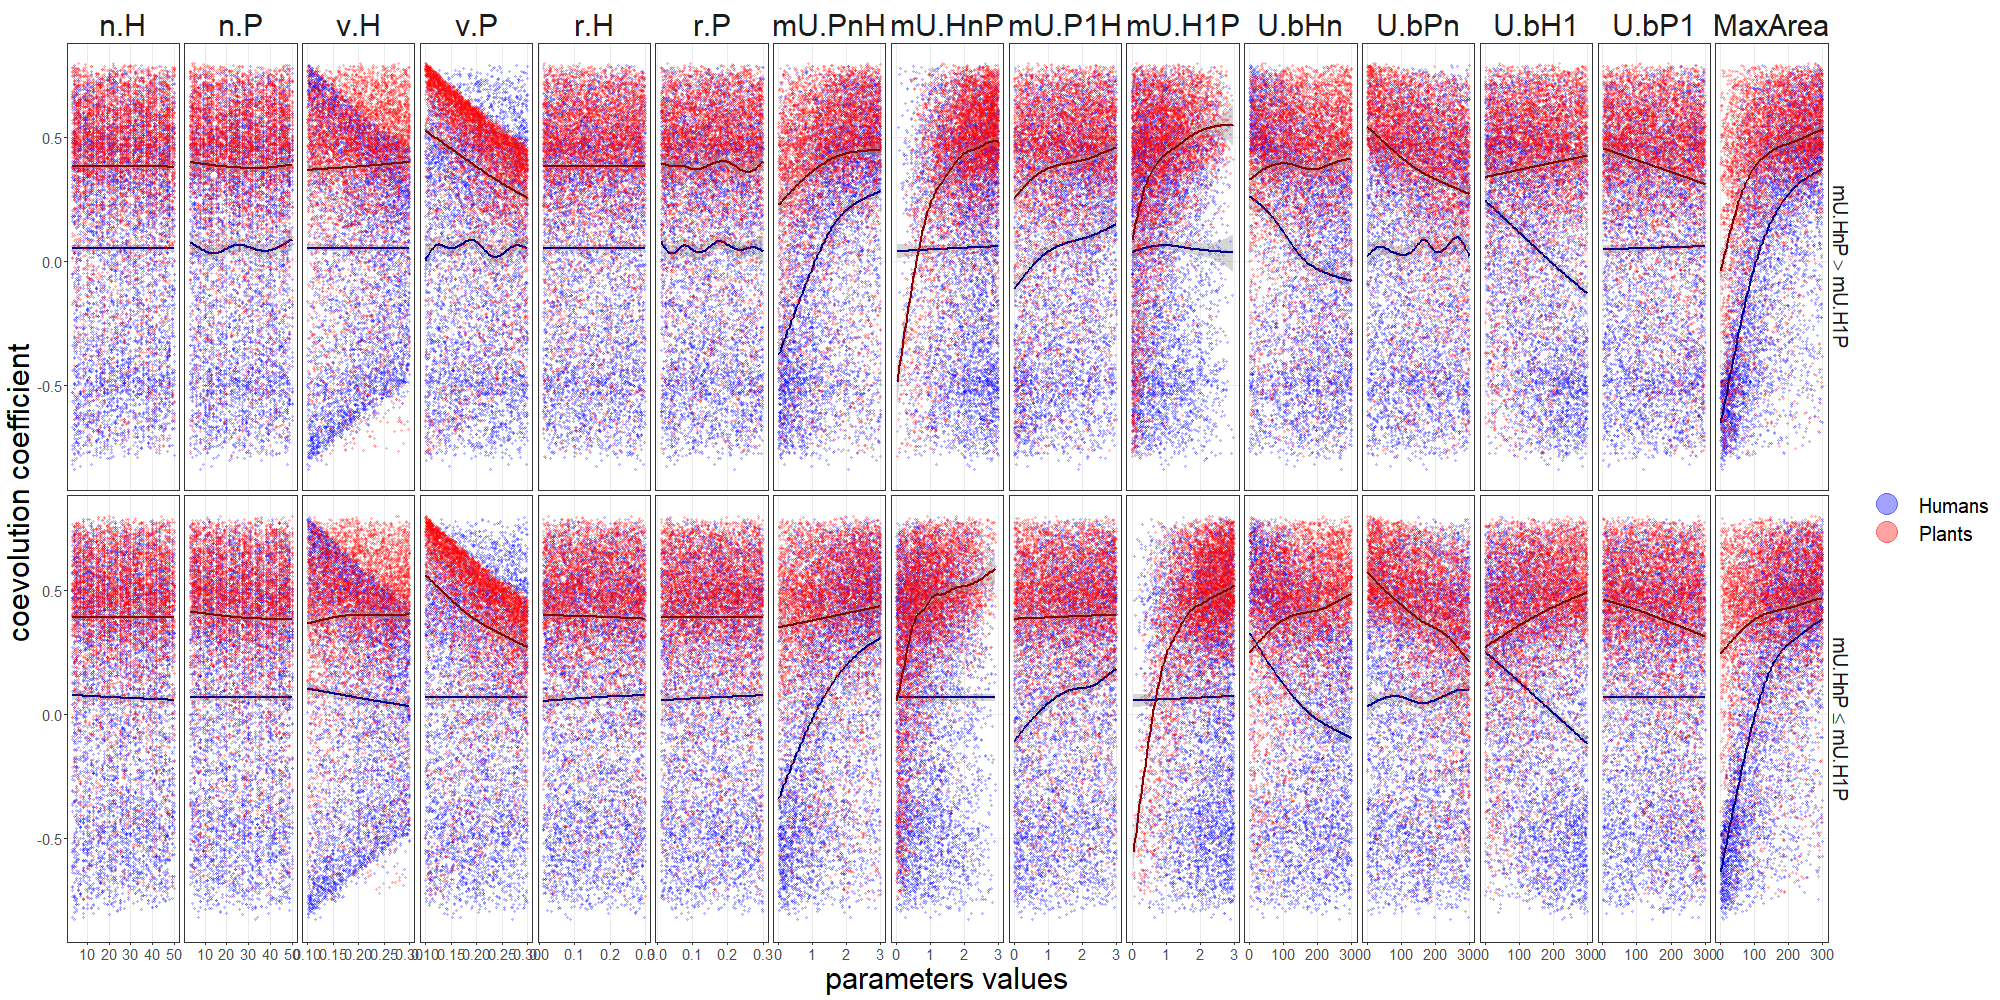 n.H n.P v.H v.P r.H r.P mU.PnH mU.HnP mU.P1H mU.H1P U.bHn U.bPn U.bH1 U.bP1 MaxArea
coevolution coefficient
0.5
0.0
-0.5
mU.HnP > mU.H1P
0.5
0.0
-0.5
mU.HnP ≤ mU.H1P
Humans
Plants
10 20 30 40 50 10 20 30 40 50 0.10 0.15 0.20 0.25 0.30 0.10 0.15 0.20 0.25 0.30 0.0 0.1 0.2 0.3 0.0 0.1 0.2 0.3 0 1 2 3 0 1 2 3 0 1 2 3 0 1 2 3 0 100 200 300 0 100 200 300 0 100 200 300 0 100 200 300 0 100 200 300
parameters values